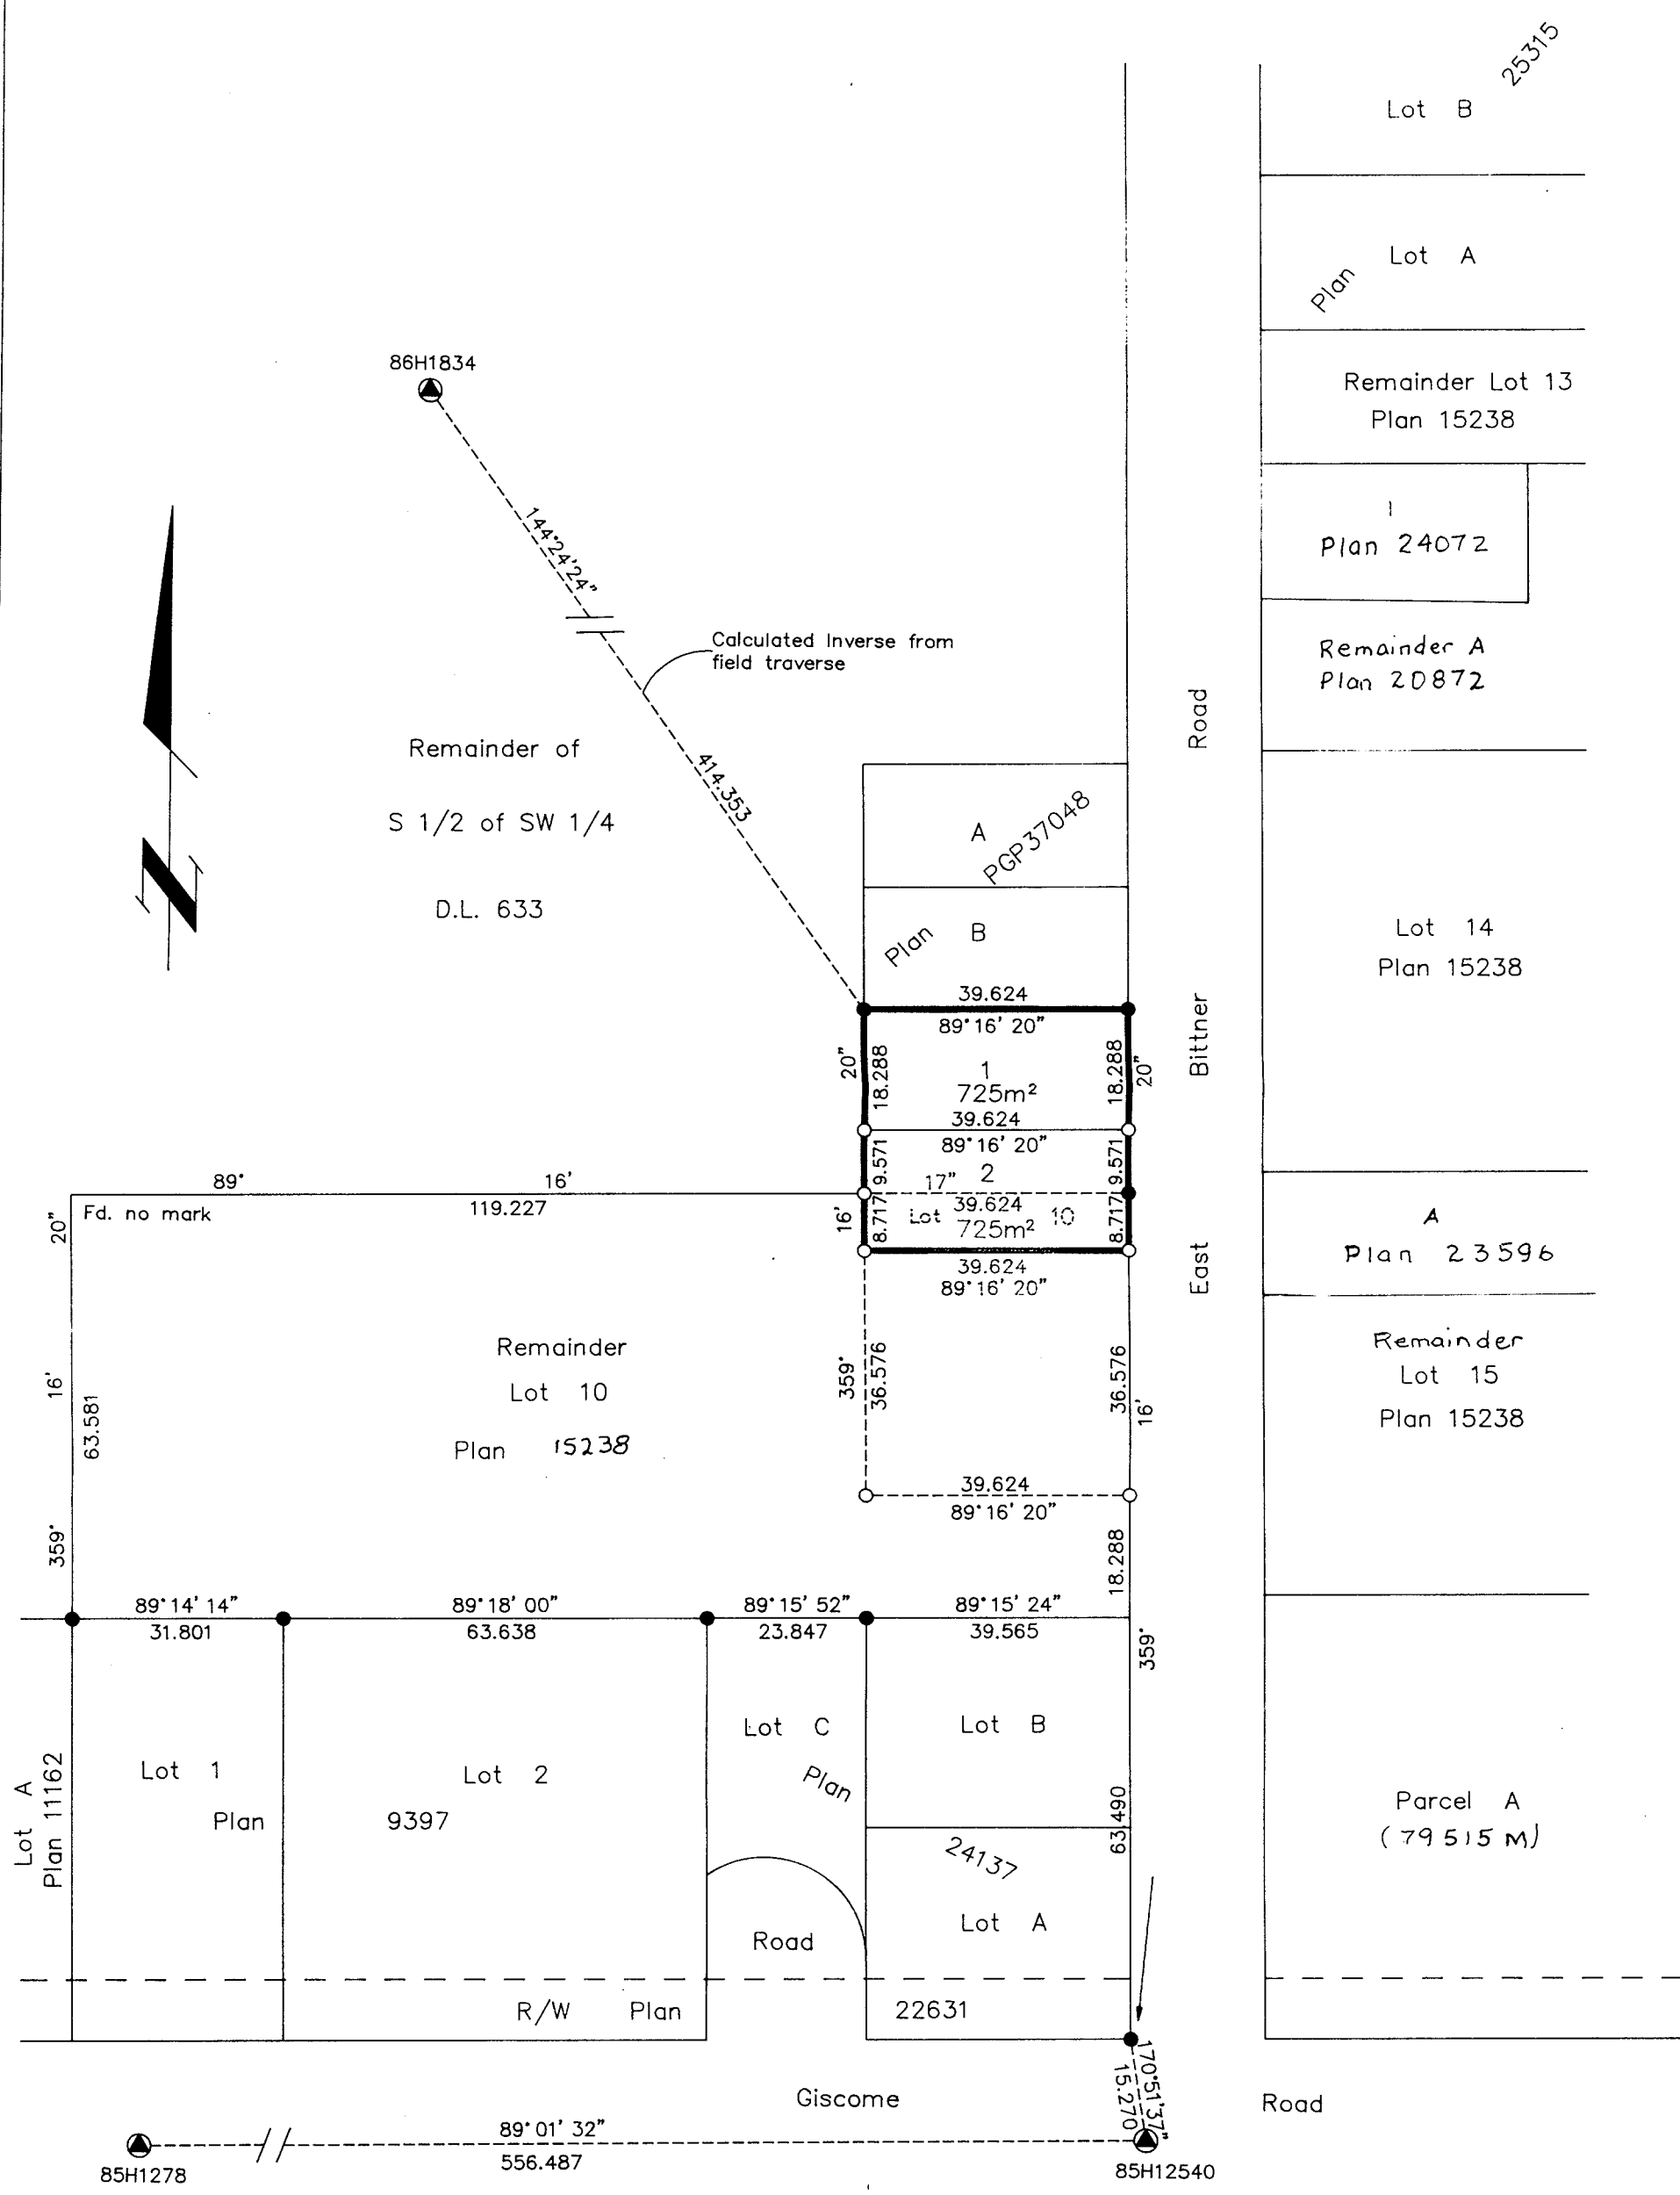 25315
Lot B
Lot A
Plan
86H1834
Remainder Lot 13
Plan 15238
144°24'24"
1
Plan 24072
Calculated Inverse from
field traverse
Remainder A
Plan 20872
Road
Remainder of
S 1/2 of SW 1/4
D.L. 633
414.353
A
PGP37048
Plan
B
Lot 14
Plan 15238
39.624
89°16' 20"
Bittner
20"
18.288
1
725m²
18.288
20"
39.624
89°16' 20"
9.571
2
9.571
89° 16'
17"
119.227
Fd. no mark
20"
16'
8.717
39.624
Lot 10
725m²
8.717
A
Plan 23596
39.624
89°16' 20"
East
Remainder
Lot 10
Plan 15238
16'
63.581
359°
36.576
36.576
16'
Remainder
Lot 15
Plan 15238
39.624
89°16' 20"
359°
18.288
89°14' 14"
31.801
89°18' 00"
63.638
89°15' 52"
23.847
89°15' 24"
39.565
359°
Lot A
Plan 11162
Lot 1
Plan
Lot 2
9397
Lot C
Plan
Lot B
63.490
24137
Lot A
Road
Parcel A
(79515M)
R/W Plan
22631
170°51'37"
15.270
Giscome
Road
89°01' 32"
556.487
85H1278
85H12540